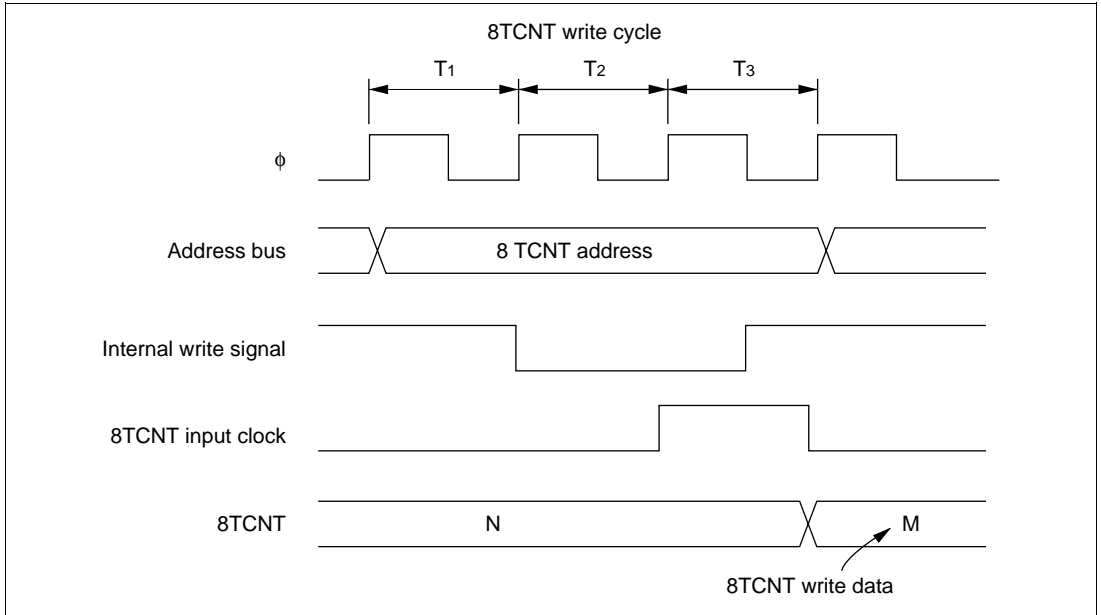 8TCNT write cycle
T1 T2 T3
φ
Address bus 8 TCNT address
Internal write signal
8TCNT input clock
8TCNT N M
8TCNT write data